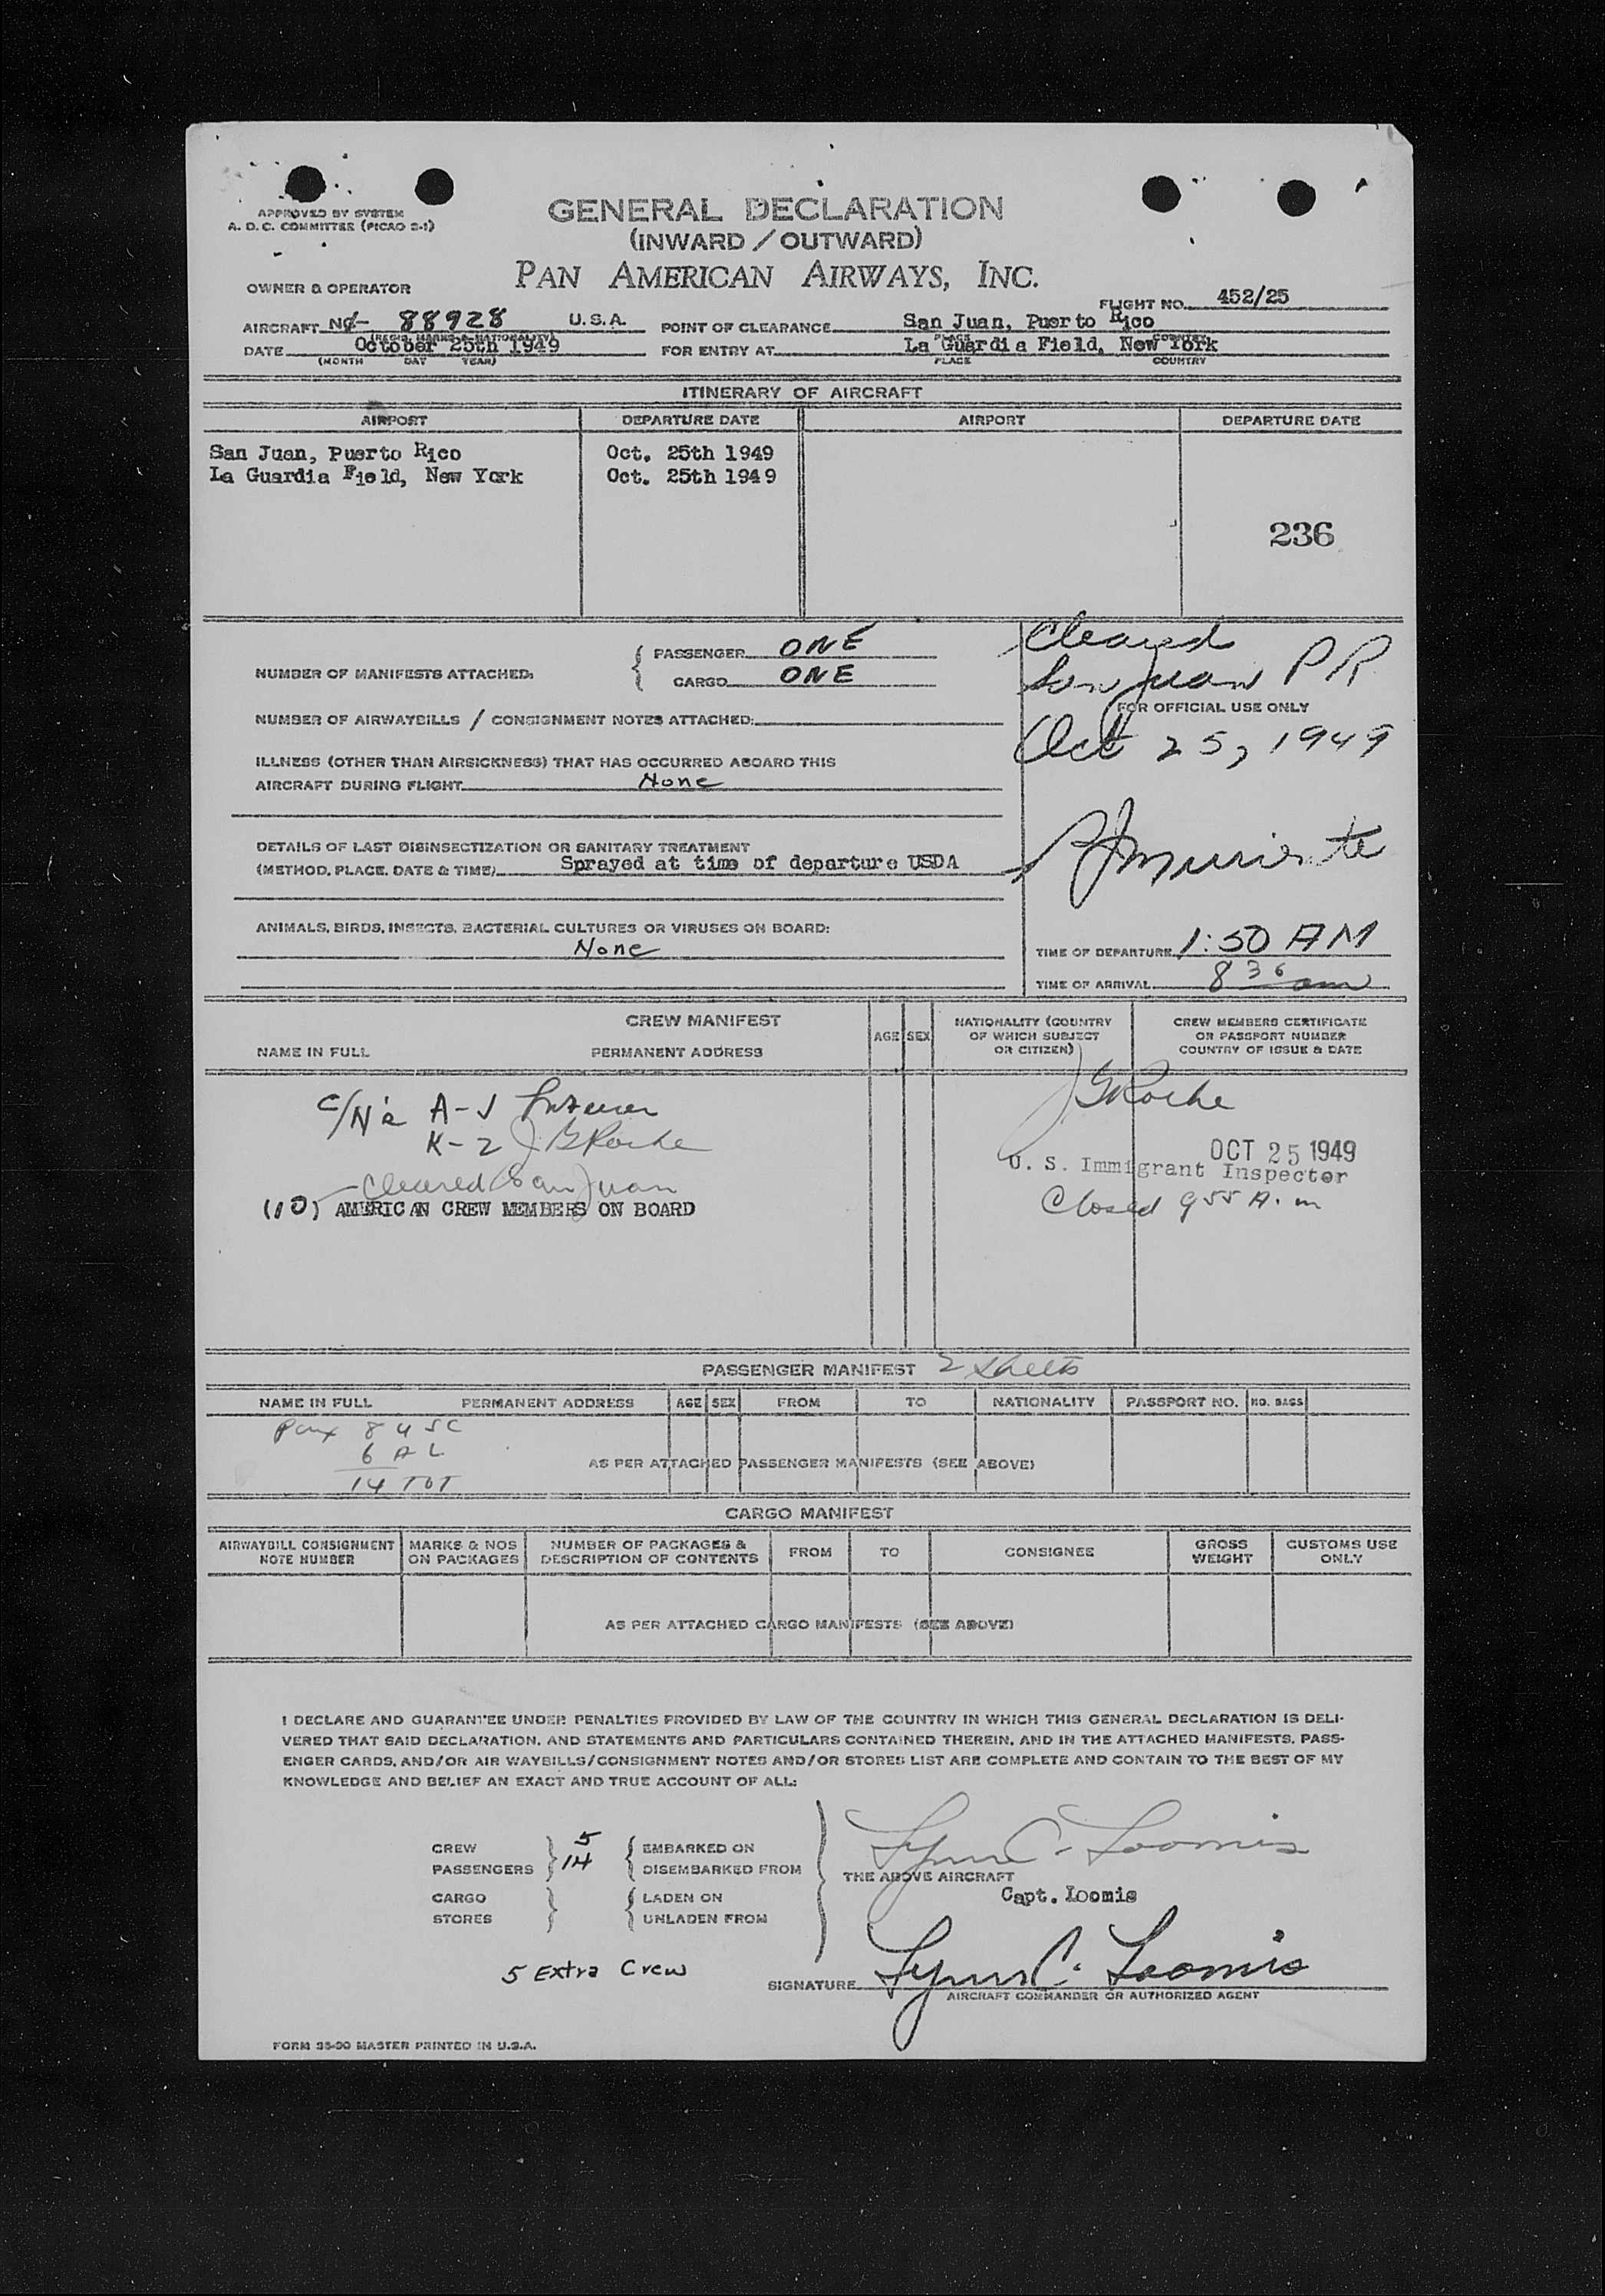 APPROVED BY SYSTEM
A. D. C. COMMITTEE (PICAO S-1)
GENERAL DECLARATION
(INWARD / OUTWARD)
PAN AMERICAN AIRWAYS, INC.
OWNER & OPERATOR
FLIGHT NO. 452/25
AIRCRAFT NC- 88928 U.S.A. POINT OF CLEARANCE San Juan, Puerto Rico
(REGIS. MARKS & NATIONALITY) PLACE COUNTRY
DATE October 25th 1949 FOR ENTRY AT La Guardia Field, New York
(MONTH DAY YEAR) PLACE COUNTRY
ITINERARY OF AIRCRAFT
AIRPORT DEPARTURE DATE AIRPORT DEPARTURE DATE
San Juan, Puerto Rico Oct. 25th 1949
La Guardia Field, New York Oct. 25th 1949
236
NUMBER OF MANIFESTS ATTACHED:
PASSENGER ONE
CARGO ONE
NUMBER OF AIRWAYBILLS / CONSIGNMENT NOTES ATTACHED:
ILLNESS (OTHER THAN AIRSICKNESS) THAT HAS OCCURRED ABOARD THIS
AIRCRAFT DURING FLIGHT None
DETAILS OF LAST DISINSECTIZATION OR SANITARY TREATMENT
(METHOD, PLACE, DATE & TIME) Sprayed at time of departure USDA
ANIMALS, BIRDS, INSECTS, BACTERIAL CULTURES OR VIRUSES ON BOARD:
None
Cleared
San Juan PR
FOR OFFICIAL USE ONLY
Oct 25, 1949
TIME OF DEPARTURE 1:50 AM
TIME OF ARRIVAL 8 36 am
CREW MANIFEST
NAME IN FULL PERMANENT ADDRESS
AGE SEX
NATIONALITY (COUNTRY
OF WHICH SUBJECT
OR CITIZEN)
CREW MEMBERS CERTIFICATE
OR PASSPORT NUMBER
COUNTRY OF ISSUE & DATE
A-J
K-2 J. G Roche
Cleared San Juan
(10) AMERICAN CREW MEMBERS ON BOARD
J G Roche
OCT 25 1949
U. S. Immigrant Inspector
Closed 9 55 A. m
PASSENGER MANIFEST 2 sheets
NAME IN FULL PERMANENT ADDRESS AGE SEX FROM TO NATIONALITY PASSPORT NO. NO. BAGS
Pax 8 USC
6 AL
14 TOT
AS PER ATTACHED PASSENGER MANIFESTS (SEE ABOVE)
CARGO MANIFEST
AIRWAYBILL CONSIGNMENT
NOTE NUMBER
MARKS & NOS
ON PACKAGES
NUMBER OF PACKAGES &
DESCRIPTION OF CONTENTS
FROM
TO
CONSIGNEE
GROSS
WEIGHT
CUSTOMS USE
ONLY
AS PER ATTACHED CARGO MANIFESTS (SEE ABOVE)
I DECLARE AND GUARANTEE UNDER PENALTIES PROVIDED BY LAW OF THE COUNTRY IN WHICH THIS GENERAL DECLARATION IS DELI-
VERED THAT SAID DECLARATION, AND STATEMENTS AND PARTICULARS CONTAINED THEREIN, AND IN THE ATTACHED MANIFESTS, PASS-
ENGER CARDS, AND/OR AIR WAYBILLS/CONSIGNMENT NOTES AND/OR STORES LIST ARE COMPLETE AND CONTAIN TO THE BEST OF MY
KNOWLEDGE AND BELIEF AN EXACT AND TRUE ACCOUNT OF ALL:
CREW 5 EMBARKED ON
PASSENGERS 14 DISEMBARKED FROM
CARGO LADEN ON
STORES UNLADEN FROM
Lynn C. Loomis
THE ABOVE AIRCRAFT
Capt. Loomis
5 Extra Crew
SIGNATURE Lynn C. Loomis
AIRCRAFT COMMANDER OR AUTHORIZED AGENT
FORM 35-90 MASTER PRINTED IN U.S.A.